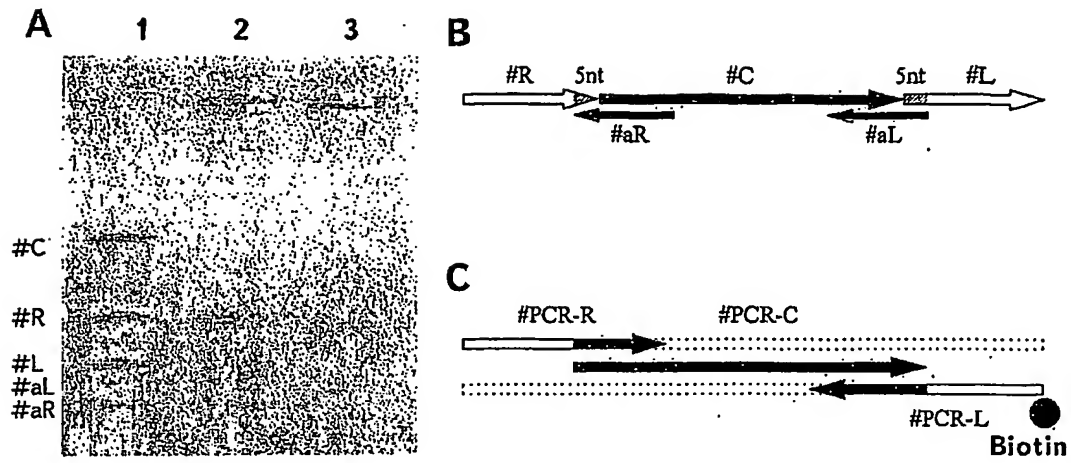 A 1 2 3
#C
#R
#L
#aL
#aR
B
#R 5nt #C 5nt #L
#aR #aL
C
#PCR-R #PCR-C
#PCR-L
Biotin